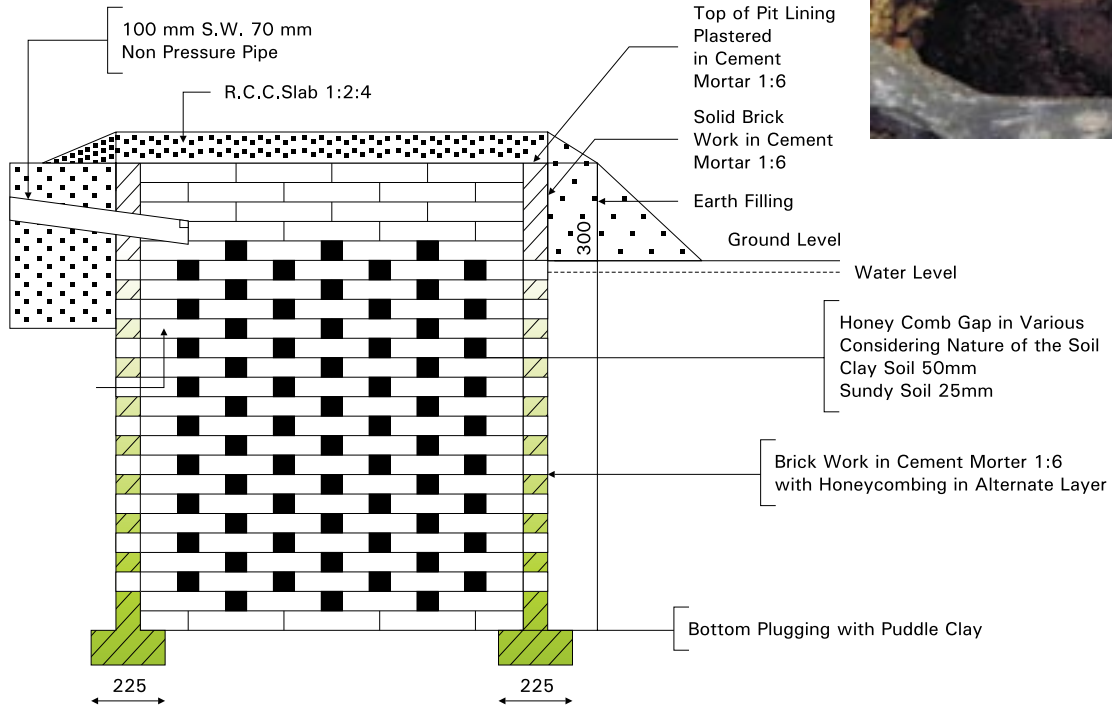 100 mm S.W. 70 mm
Non Pressure Pipe
R.C.C.Slab 1:2:4
Top of Pit Lining
Plastered
in Cement
Mortar 1:6
Solid Brick
Work in Cement
Mortar 1:6
Earth Filling
300
Ground Level
Water Level
Honey Comb Gap in Various
Considering Nature of the Soil
Clay Soil 50mm
Sundy Soil 25mm
Brick Work in Cement Morter 1:6
with Honeycombing in Alternate Layer
Bottom Plugging with Puddle Clay
225
225